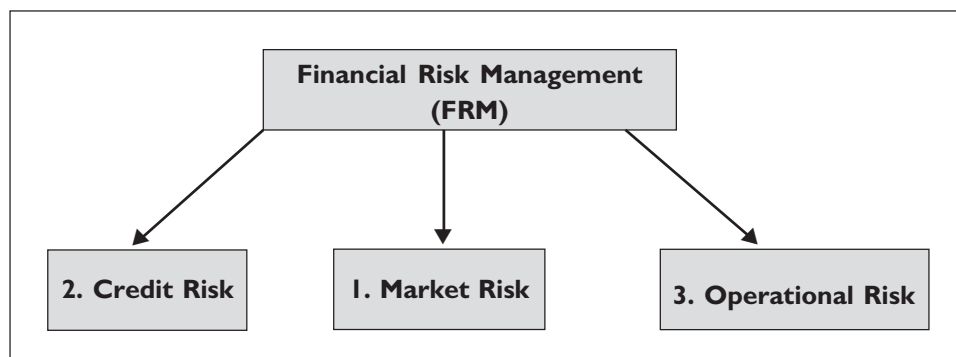 Financial Risk Management
(FRM)
2. Credit Risk
1. Market Risk
3. Operational Risk